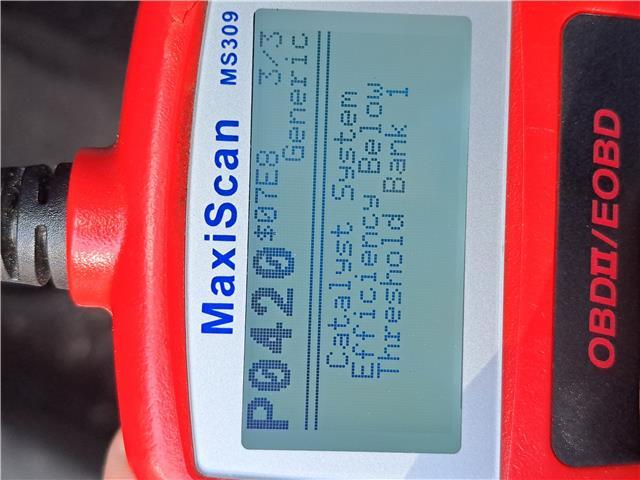 MaxiScan MS309
P0420 $07E8 3/3
Generic
Catalyst System
Efficiency Below
Threshold Bank 1
OBDII/EOBD